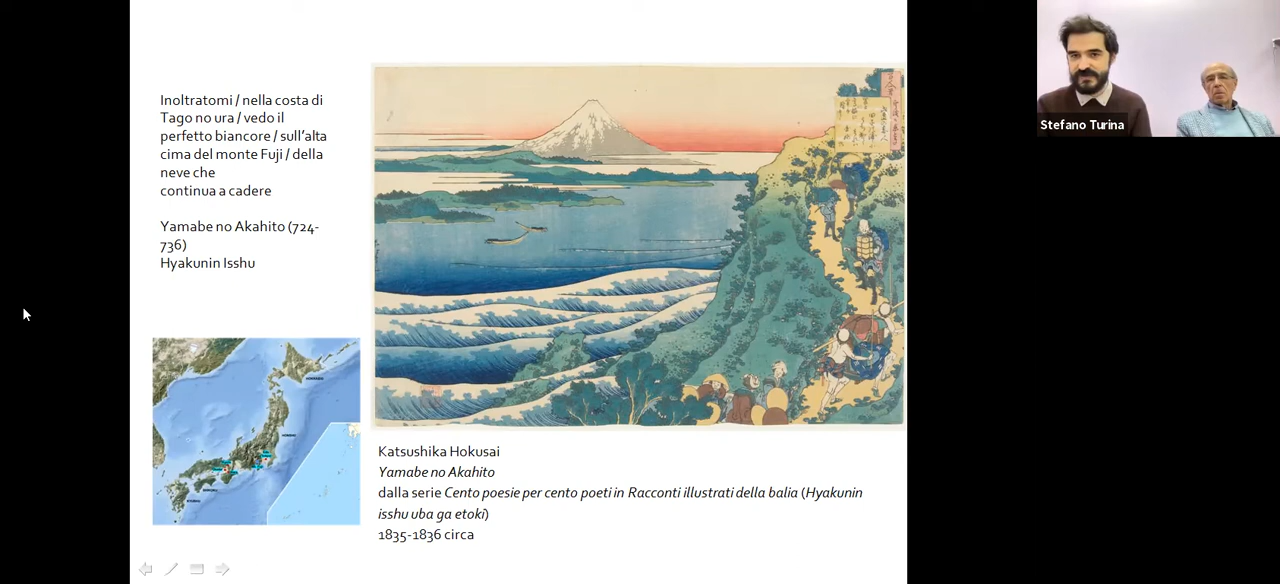 Inoltratomi / nella costa di
Tago no ura / vedo il
perfetto biancore / sull'alta
cima del monte Fuji / della
neve che
continua a cadere
Yamabe no Akahito (724-
736)
Hyakunin Isshu
Katsushika Hokusai
Yamabe no Akahito
dalla serie Cento poesie per cento poeti in Racconti illustrati della balia (Hyakunin
isshu uba ga etoki)
1835-1836 circa
Stefano Turina